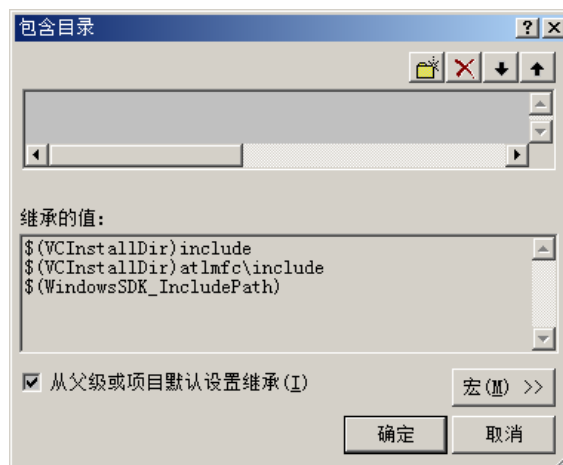 包含目录
继承的值:
$(VCInstallDir)include
$(VCInstallDir)atlmfc\include
$(WindowsSDK_IncludePath)
从父级或项目默认设置继承(I)
宏(M) >>
确定
取消